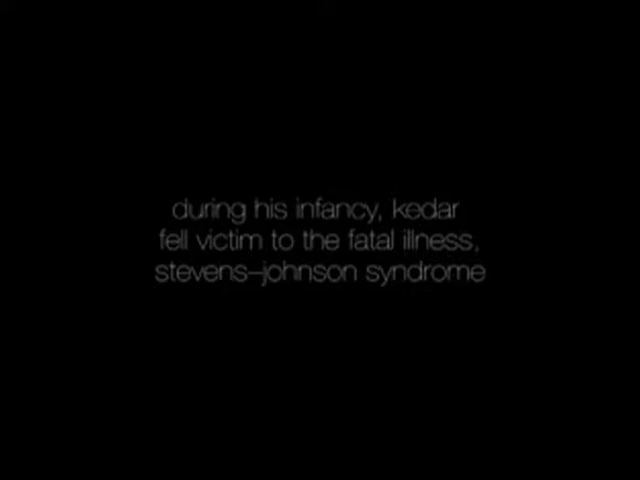 during his infancy, kedar
fell victim to the fatal illness,
stevens–johnson syndrome